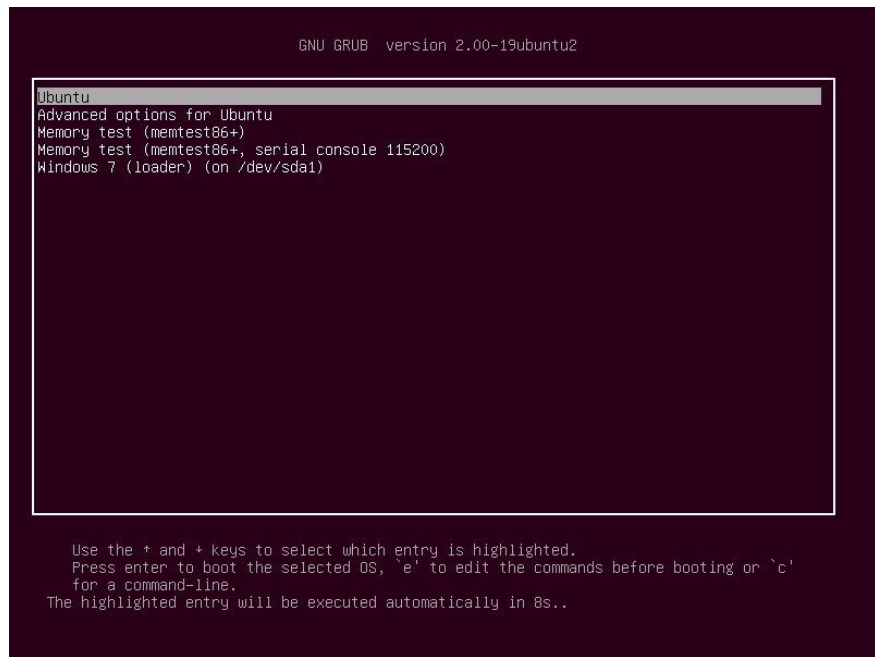 GNU GRUB  version 2.00-19ubuntu2
Ubuntu
Advanced options for Ubuntu
Memory test (memtest86+)
Memory test (memtest86+, serial console 115200)
Windows 7 (loader) (on /dev/sda1)
Use the ↑ and ↓ keys to select which entry is highlighted.
Press enter to boot the selected OS, `e' to edit the commands before booting or `c'
for a command-line.
The highlighted entry will be executed automatically in 8s..